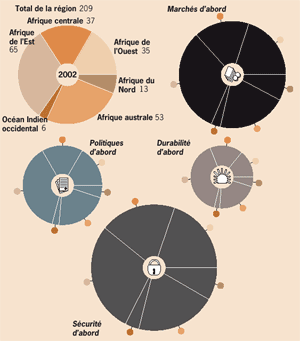 Total de la région 209
Afrique centrale 37
Afrique
de l'Est
65
Afrique
de
l'Ouest 35
2002
Afrique du
Nord 13
Afrique australe 53
Océan Indien
occidental 6
Marchés d'abord
Politiques
d'abord
Durabilité
d'abord
Sécurité
d'abord